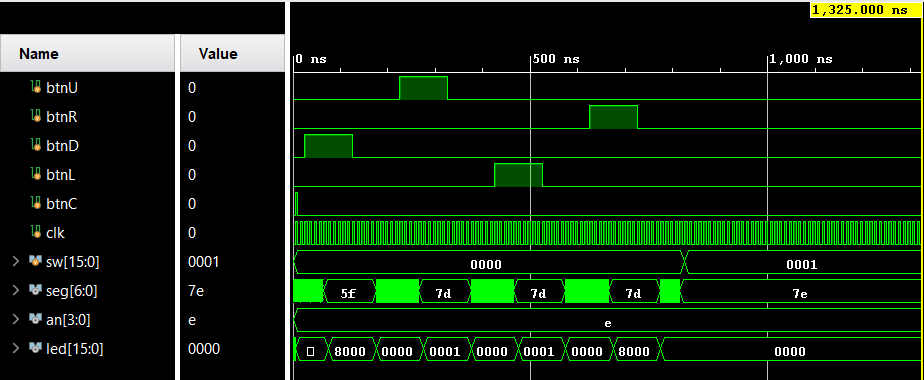 1,325.000 ns
Name Value
0 ns 500 ns 1,000 ns
btnU 0
btnR 0
btnD 0
btnL 0
btnC 0
clk 0
sw[15:0] 0001 0000 0001
seg[6:0] 7e 5f 7d 7d 7d 7e
an[3:0] e e
led[15:0] 0000 8000 0000 0001 0000 0001 0000 8000 0000